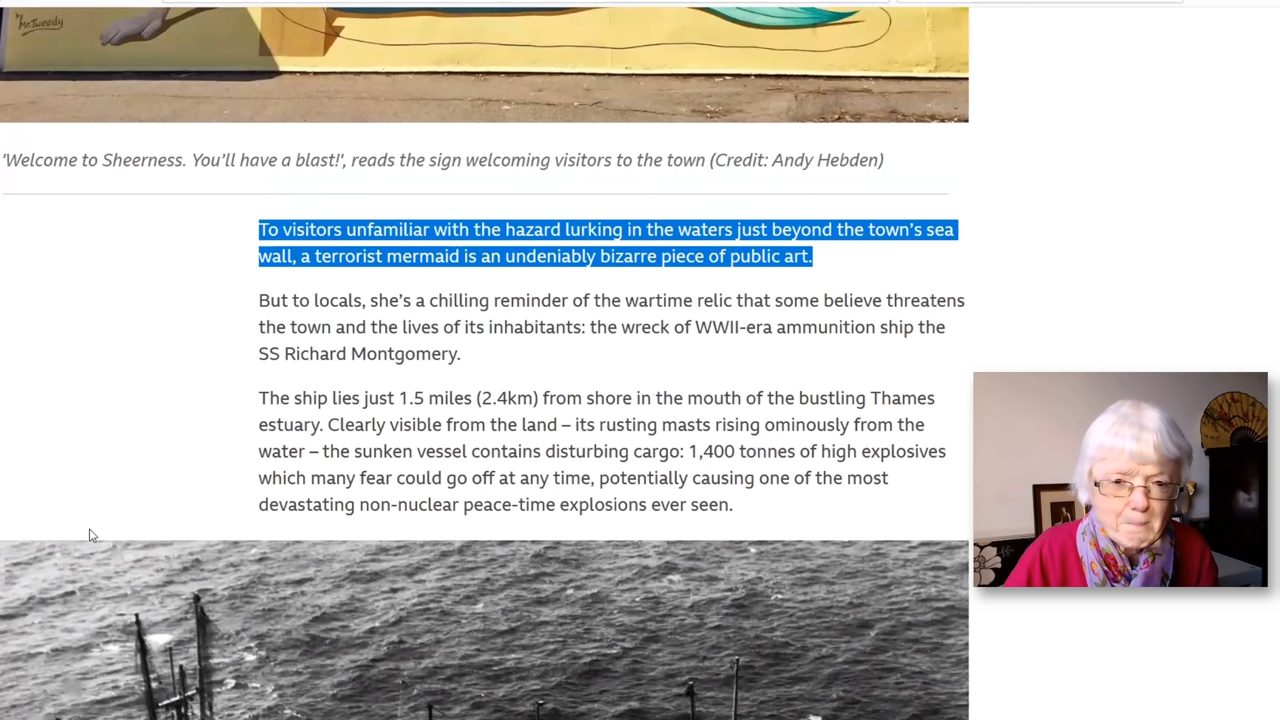 Mr.Tweedy
'Welcome to Sheerness. You'll have a blast!', reads the sign welcoming visitors to the town (Credit: Andy Hebden)
To visitors unfamiliar with the hazard lurking in the waters just beyond the town's sea
wall, a terrorist mermaid is an undeniably bizarre piece of public art.
But to locals, she's a chilling reminder of the wartime relic that some believe threatens
the town and the lives of its inhabitants: the wreck of WWII-era ammunition ship the
SS Richard Montgomery.
The ship lies just 1.5 miles (2.4km) from shore in the mouth of the bustling Thames
estuary. Clearly visible from the land – its rusting masts rising ominously from the
water – the sunken vessel contains disturbing cargo: 1,400 tonnes of high explosives
which many fear could go off at any time, potentially causing one of the most
devastating non-nuclear peace-time explosions ever seen.